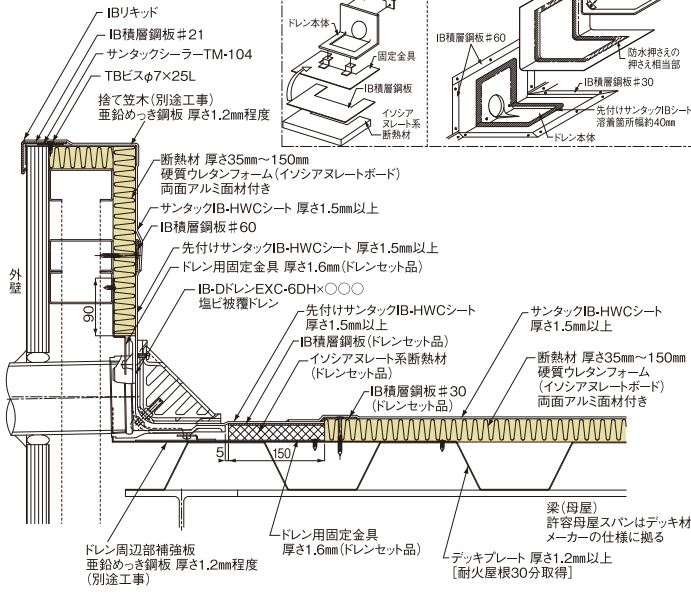 IBリキッド
IB積層鋼板♯21
サンタックシーラーTM-104
TBビスφ7×25L
捨て笠木(別途工事)
亜鉛めっき鋼板 厚さ1.2㎜程度
ドレン本体
固定金具
IB積層鋼板
イソシア
ヌレート系
断熱材
IB積層鋼板♯60
防水押さえの
押さえ相当部
IB積層鋼板♯30
先付けサンタックIBシート
溶着箇所幅約40㎜
ドレン本体
断熱材 厚さ35㎜〜150㎜
硬質ウレタンフォーム(イソシアヌレートボード)
両面アルミ面材付き
サンタックIB-HWCシート 厚さ1.5㎜以上
IB積層鋼板♯60
先付けサンタックIB-HWCシート 厚さ1.5㎜以上
ドレン用固定金具 厚さ1.6㎜(ドレンセット品)
IB-DドレンEXC-6DH×○○○
塩ビ被覆ドレン
外壁
90
先付けサンタックIB-HWCシート
厚さ1.5㎜以上
IB積層鋼板(ドレンセット品)
イソシアヌレート系断熱材
(ドレンセット品)
IB積層鋼板♯30
(ドレンセット品)
サンタックIB-HWCシート
厚さ1.5㎜以上
断熱材 厚さ35㎜〜150㎜
硬質ウレタンフォーム
(イソシアヌレートボード)
両面アルミ面材付き
5
150
ドレン周辺部補強板
亜鉛めっき鋼板 厚さ1.2㎜程度
(別途工事)
ドレン用固定金具
厚さ1.6㎜(ドレンセット品)
梁(母屋)
許容母屋スパンはデッキ材
メーカーの仕様に拠る
デッキプレート 厚さ1.2㎜以上
[耐火屋根30分取得]